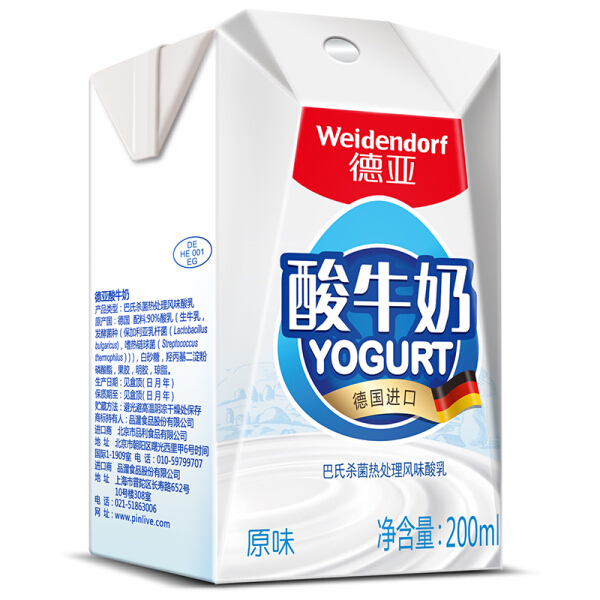 Weidendorf
德亚
酸牛奶
YOGURT
德国进口
巴氏杀菌热处理风味酸乳
原味
净含量:200ml
DE
HE 001
EG
德亚酸牛奶
产品类型:巴氏杀菌热处理风味酸乳
原产国:德国 配料:90%酸乳(生牛乳,
发酵菌种(保加利亚乳杆菌(Lactobacillus
bulgaricus),嗜热链球菌(Streptococcus
thermophilus))),白砂糖,羟丙基二淀粉
磷酸酯,果胶,明胶,琼脂。
生产日期:见盒顶(日月年)
保质期至:见盒顶(日月年)
贮藏方法:避光避高温阴凉干燥处保存
商标持有人:品渥食品股份有限公司
进口商 北京市品利食品有限公司
地 址 北京市朝阳区曙光西里甲6号时间
国际1-1909室 电话:010-59799707
进口商 品渥食品股份有限公司
地 址 上海市普陀区长寿路652号
10号楼308室
电 话:021-51863006
网 址:www.pinlive.com